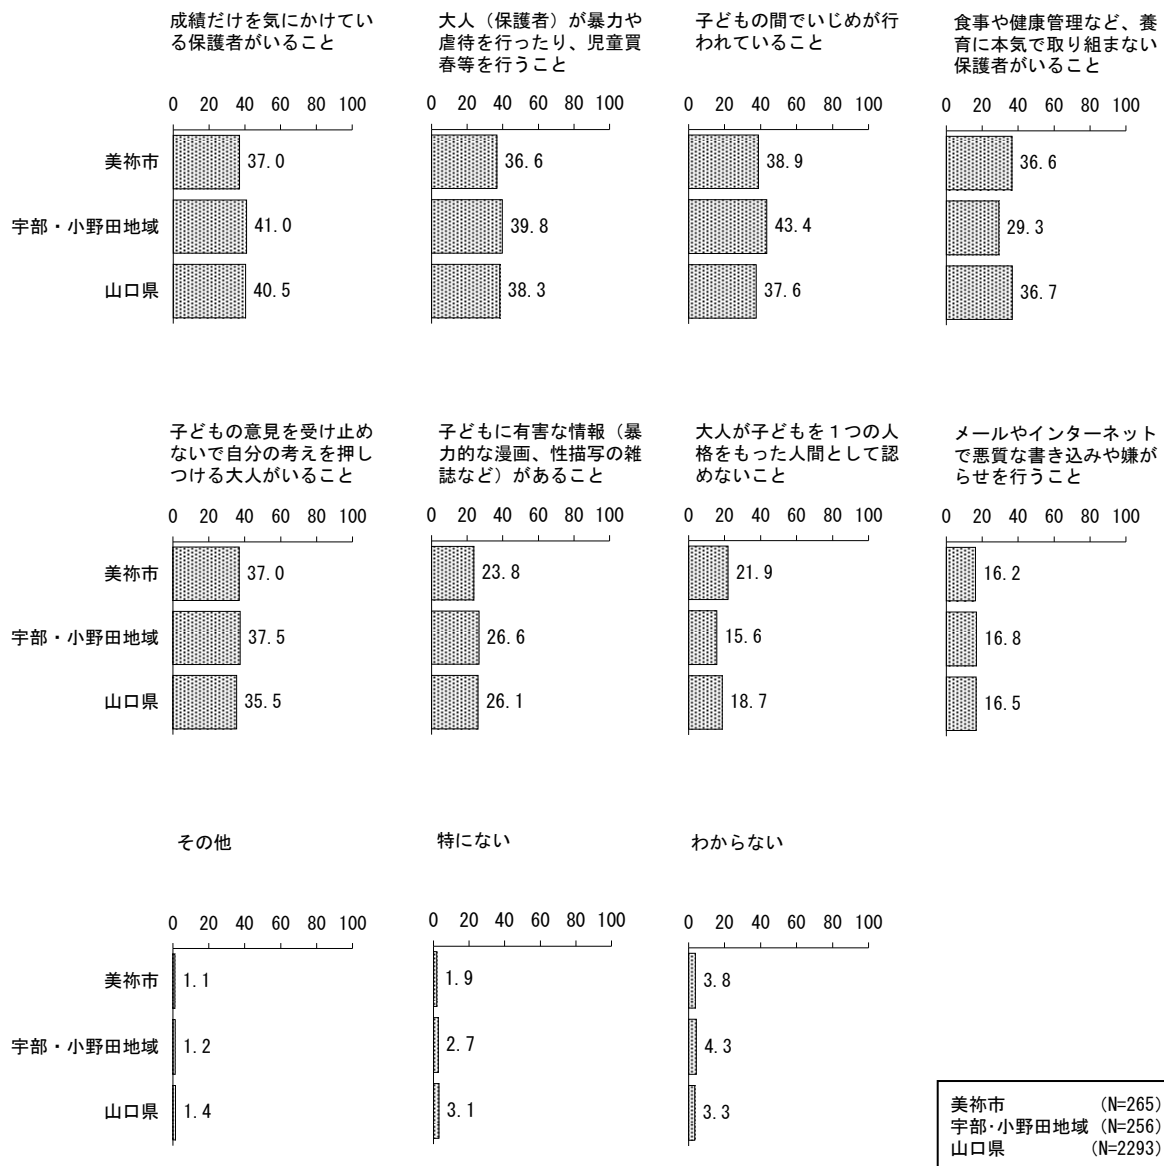 成績だけを気にかけてい
る保護者がいること
大人（保護者）が暴力や
虐待を行ったり、児童買
春等を行うこと
子どもの間でいじめが行
われていること
食事や健康管理など、養
育に本気で取り組まない
保護者がいること
0 20 40 60 80 100
0 20 40 60 80 100
0 20 40 60 80 100
0 20 40 60 80 100
美祢市 37.0 36.6 38.9 36.6
宇部・小野田地域 41.0 39.8 43.4 29.3
山口県 40.5 38.3 37.6 36.7
子どもの意見を受け止め
ないで自分の考えを押し
つける大人がいること
子どもに有害な情報（暴
力的な漫画、性描写の雑
誌など）があること
大人が子どもを１つの人
格をもった人間として認
めないこと
メールやインターネット
で悪質な書き込みや嫌が
らせを行うこと
0 20 40 60 80 100
0 20 40 60 80 100
0 20 40 60 80 100
0 20 40 60 80 100
美祢市 37.0 23.8 21.9 16.2
宇部・小野田地域 37.5 26.6 15.6 16.8
山口県 35.5 26.1 18.7 16.5
その他
特にない
わからない
0 20 40 60 80 100
0 20 40 60 80 100
0 20 40 60 80 100
美祢市 1.1 1.9 3.8
宇部・小野田地域 1.2 2.7 4.3
山口県 1.4 3.1 3.3
美祢市 (N=265)
宇部･小野田地域 (N=256)
山口県 (N=2293)